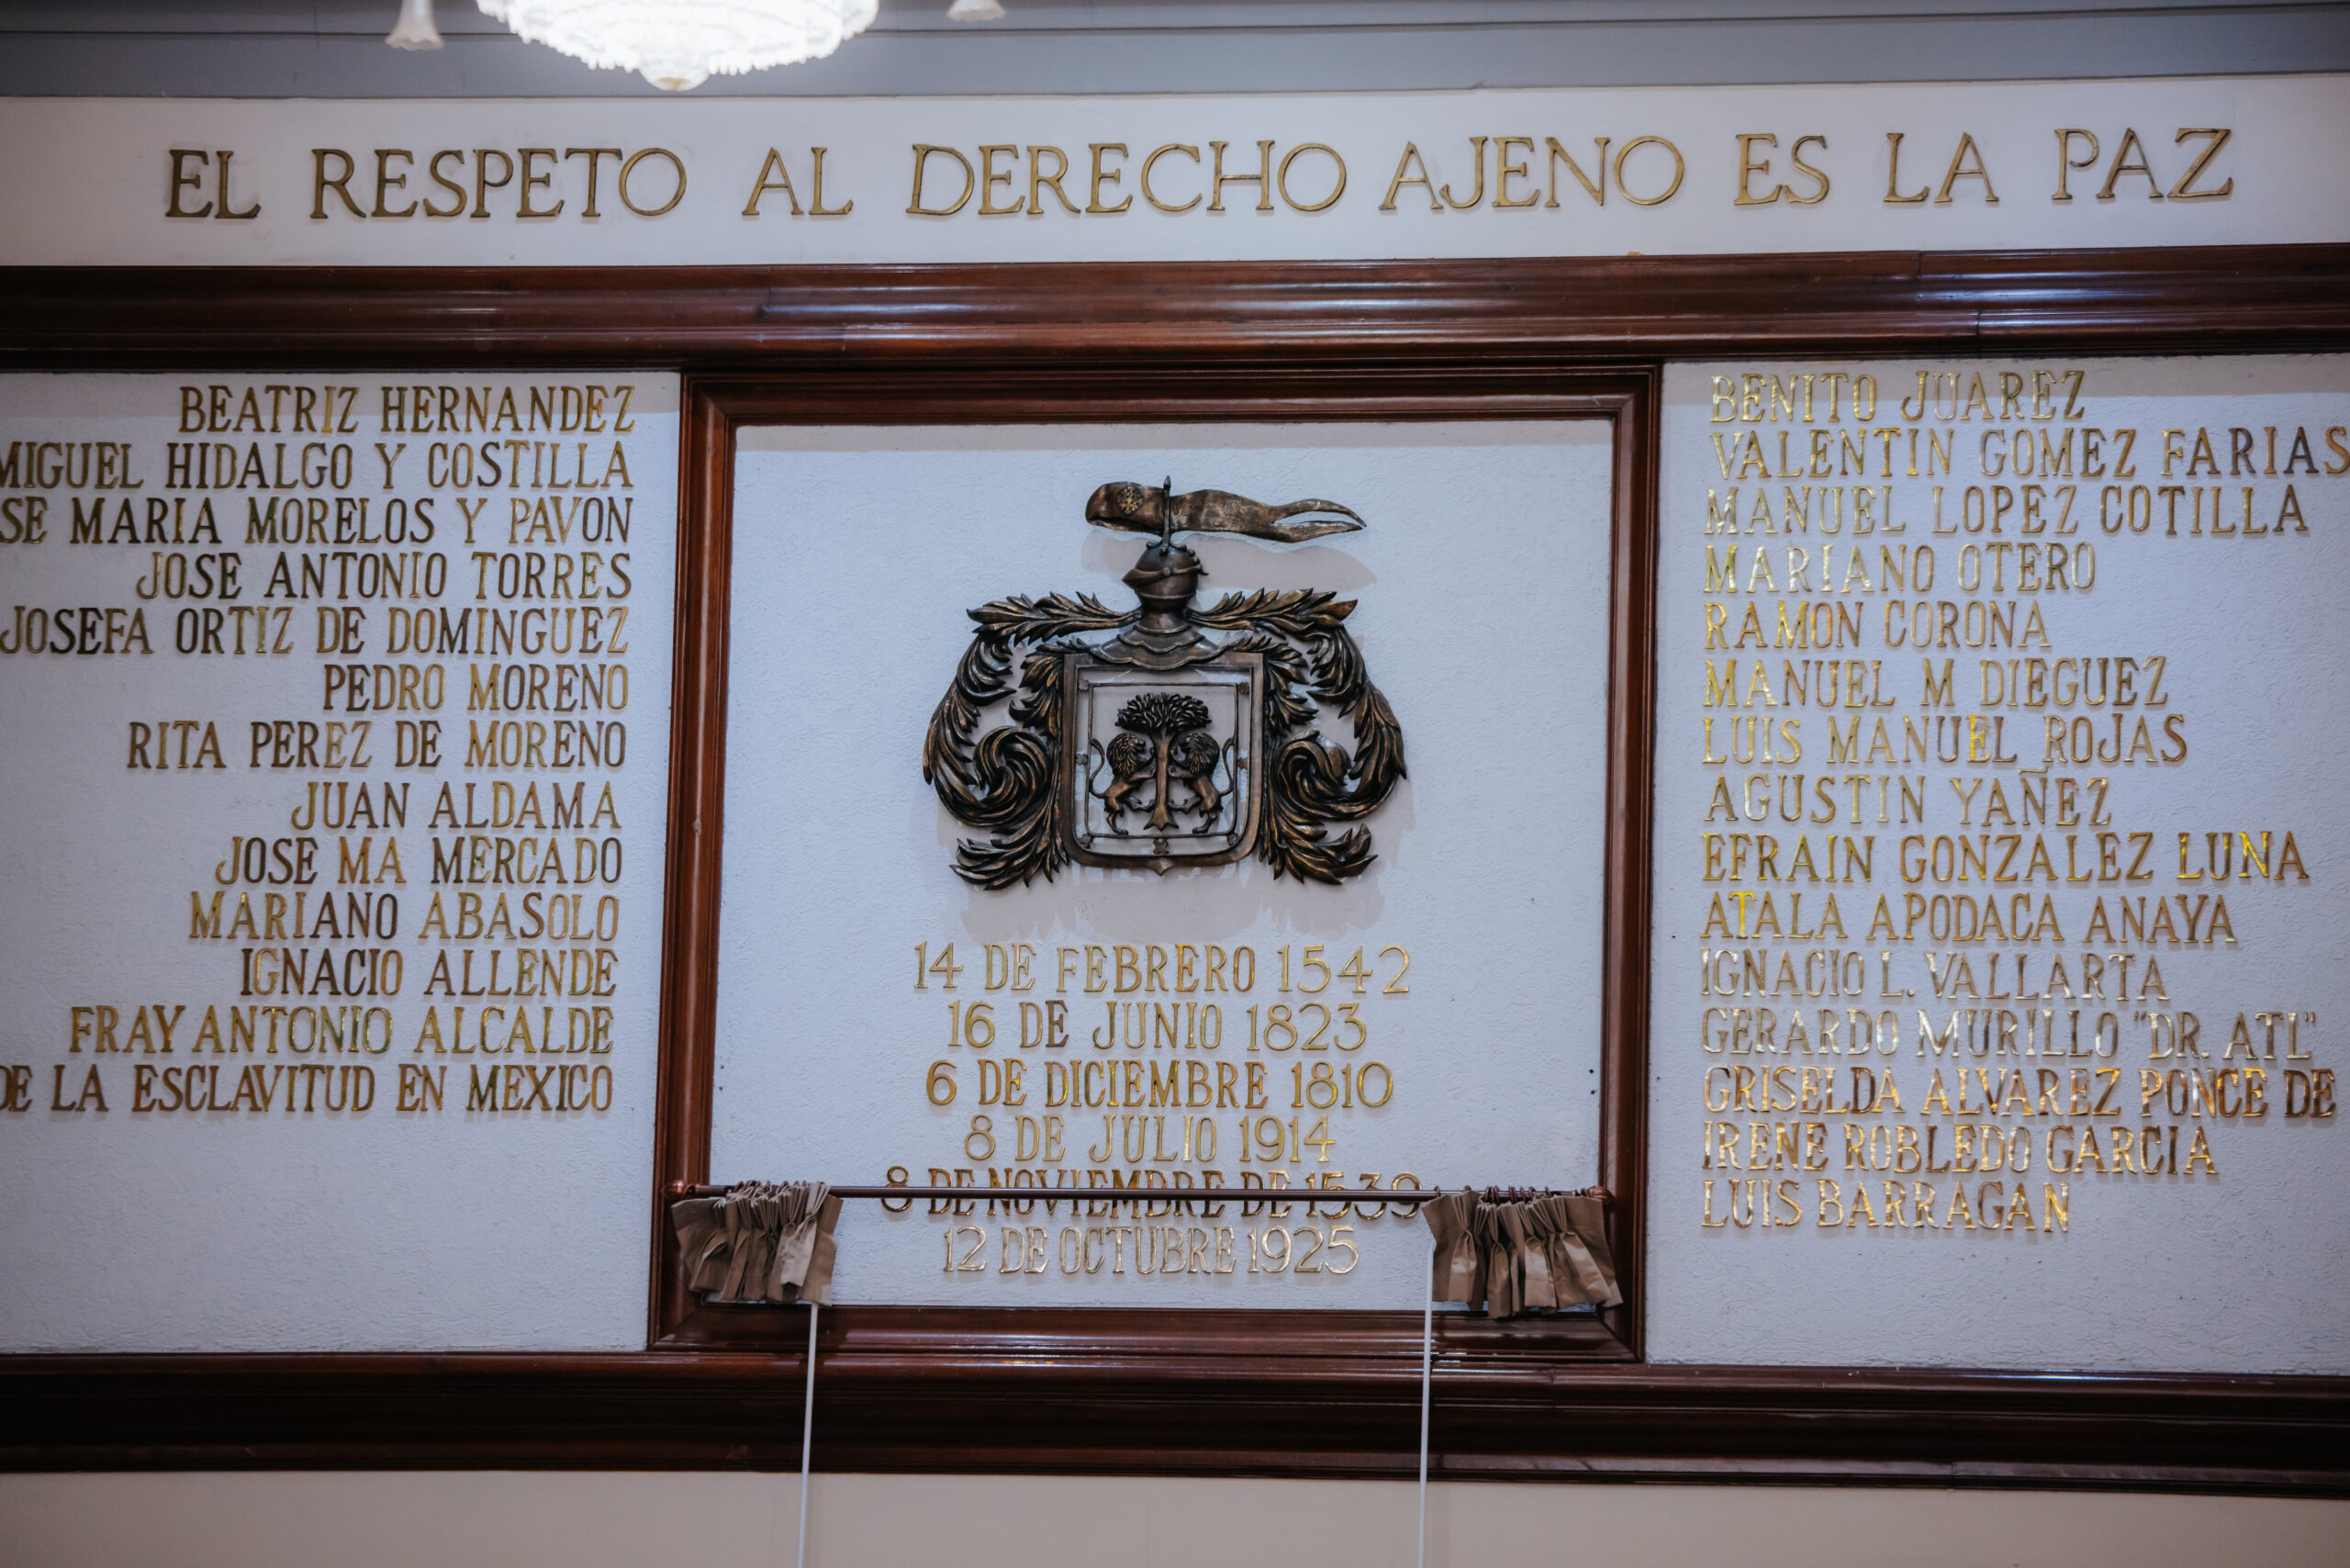 EL RESPETO AL DERECHO AJENO ES LA PAZ
BEATRIZ HERNANDEZ
MIGUEL HIDALGO Y COSTILLA
SE MARIA MORELOS Y PAVON
JOSE ANTONIO TORRES
JOSEFA ORTIZ DE DOMINGUEZ
PEDRO MORENO
RITA PEREZ DE MORENO
JUAN ALDAMA
JOSE MA MERCADO
MARIANO ABASOLO
IGNACIO ALLENDE
FRAY ANTONIO ALCALDE
DE LA ESCLAVITUD EN MEXICO
14 DE FEBRERO 1542
16 DE JUNIO 1823
6 DE DICIEMBRE 1810
8 DE JULIO 1914
8 DE NOVIEMBRE DE 1539
12 DE OCTUBRE 1925
BENITO JUAREZ
VALENTIN GOMEZ FARIAS
MANUEL LOPEZ COTILLA
MARIANO OTERO
RAMON CORONA
MANUEL M DIEGUEZ
LUIS MANUEL ROJAS
AGUSTIN YAÑEZ
EFRAIN GONZALEZ LUNA
ATALA APODACA ANAYA
IGNACIO L. VALLARTA
GERARDO MURILLO "DR. ATL"
GRISELDA ALVAREZ PONCE DE
IRENE ROBLEDO GARCIA
LUIS BARRAGAN